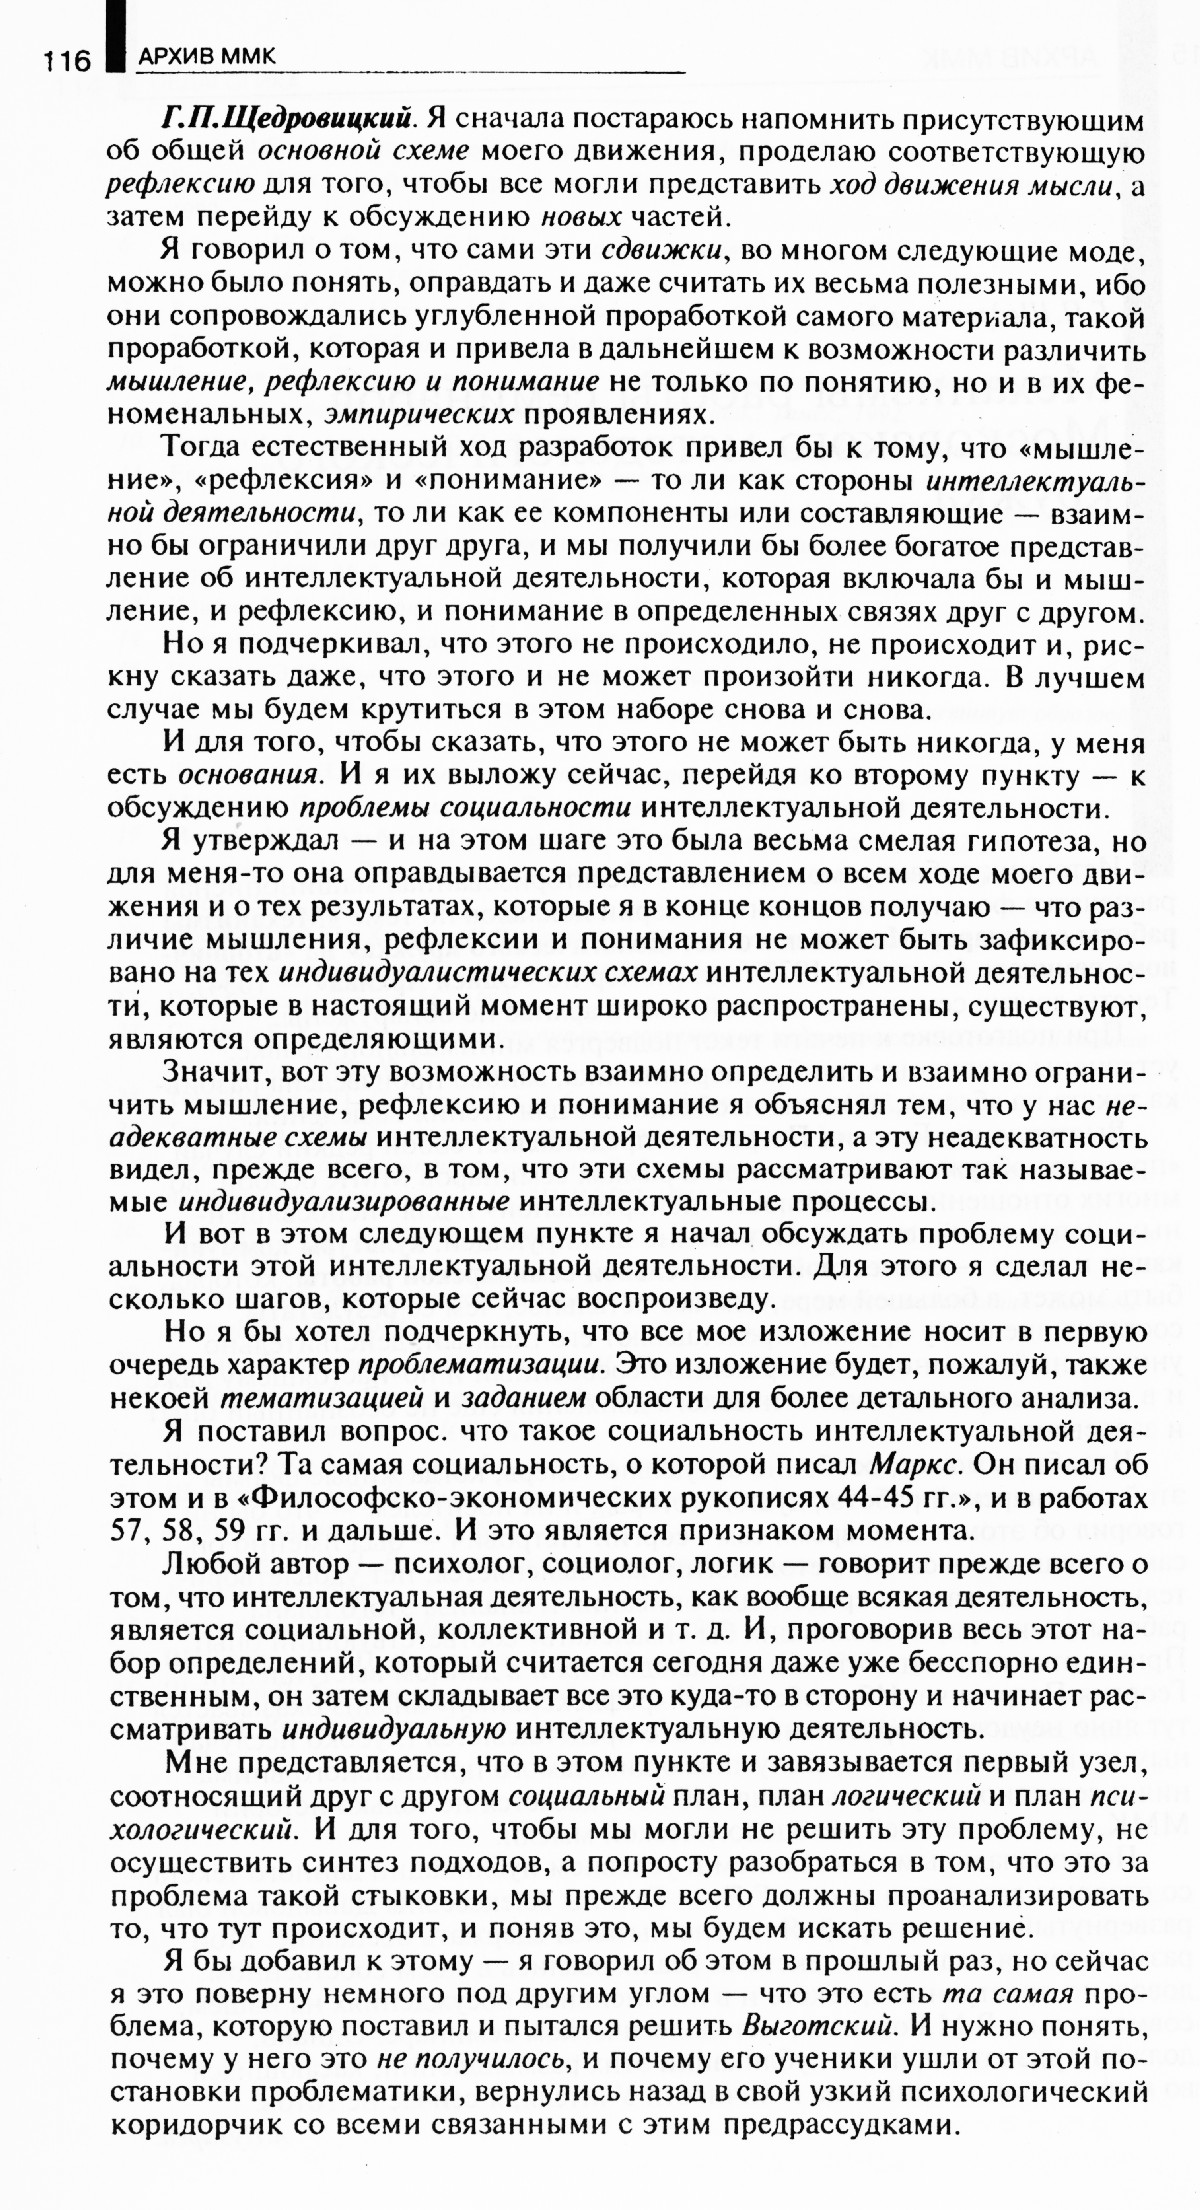 116
АРХИВ ММК
Г.П.Щедровицкий. Я сначала постараюсь напомнить присутствующим
об общей основной схеме моего движения, проделаю соответствующую
рефлексию для того, чтобы все могли представить ход движения мысли, а
затем перейду к обсуждению новых частей.
Я говорил о том, что сами эти сдвижки, во многом следующие моде,
можно было понять, оправдать и даже считать их весьма полезными, ибо
они сопровождались углубленной проработкой самого материала, такой
проработкой, которая и привела в дальнейшем к возможности различить
мышление, рефлексию и понимание не только по понятию, но и в их фе-
номенальных, эмпирических проявлениях.
Тогда естественный ход разработок привел бы к тому, что «мышле-
ние», «рефлексия» и «понимание» — то ли как стороны интеллектуаль-
ной деятельности, то ли как ее компоненты или составляющие — взаим-
но бы ограничили друг друга, и мы получили бы более богатое представ-
ление об интеллектуальной деятельности, которая включала бы и мыш-
ление, и рефлексию, и понимание в определенных связях друг с другом.
Но я подчеркивал, что этого не происходило, не происходит и, рис-
кну сказать даже, что этого и не может произойти никогда. В лучшем
случае мы будем крутиться в этом наборе снова и снова.
И для того, чтобы сказать, что этого не может быть никогда, у меня
есть основания. И я их выложу сейчас, перейдя ко второму пункту — к
обсуждению проблемы социальности интеллектуальной деятельности.
Я утверждал — и на этом шаге это была весьма смелая гипотеза, но
для меня-то она оправдывается представлением о всем ходе моего дви-
жения и о тех результатах, которые я в конце концов получаю — что раз-
личие мышления, рефлексии и понимания не может быть зафиксиро-
вано на тех индивидуалистических схемах интеллектуальной деятельнос-
ти, которые в настоящий момент широко распространены, существуют,
являются определяющими.
Значит, вот эту возможность взаимно определить и взаимно ограни-
чить мышление, рефлексию и понимание я объяснял тем, что у нас не-
адекватные схемы интеллектуальной деятельности, а эту неадекватность
видел, прежде всего, в том, что эти схемы рассматривают так называе-
мые индивидуализированные интеллектуальные процессы.
И вот в этом следующем пункте я начал обсуждать проблему соци-
альности этой интеллектуальной деятельности. Для этого я сделал не-
сколько шагов, которые сейчас воспроизведу.
Но я бы хотел подчеркнуть, что все мое изложение носит в первую
очередь характер проблематизации. Это изложение будет, пожалуй, также
некоей тематизацией и заданием области для более детального анализа.
Я поставил вопрос. что такое социальность интеллектуальной дея-
тельности? Та самая социальность, о которой писал Маркс. Он писал об
этом и в «Философско-экономических рукописях 44-45 гг.», и в работах
57, 58, 59 гг. и дальше. И это является признаком момента.
Любой автор — психолог, социолог, логик — говорит прежде всего о
том, что интеллектуальная деятельность, как вообще всякая деятельность,
является социальной, коллективной и т. д. И, проговорив весь этот на-
бор определений, который считается сегодня даже уже бесспорно един-
ственным, он затем складывает все это куда-то в сторону и начинает рас-
сматривать индивидуальную интеллектуальную деятельность.
Мне представляется, что в этом пункте и завязывается первый узел,
соотносящий друг с другом социальный план, план логический и план пси-
хологический. И для того, чтобы мы могли не решить эту проблему, не
осуществить синтез подходов, а попросту разобраться в том, что это за
проблема такой стыковки, мы прежде всего должны проанализировать
то, что тут происходит, и поняв это, мы будем искать решение.
Я бы добавил к этому — я говорил об этом в прошлый раз, но сейчас
я это поверну немного под другим углом — что это есть та самая про-
блема, которую поставил и пытался решить Выготский. И нужно понять,
почему у него это не получилось, и почему его ученики ушли от этой по-
становки проблематики, вернулись назад в свой узкий психологический
коридорчик со всеми связанными с этим предрассудками.